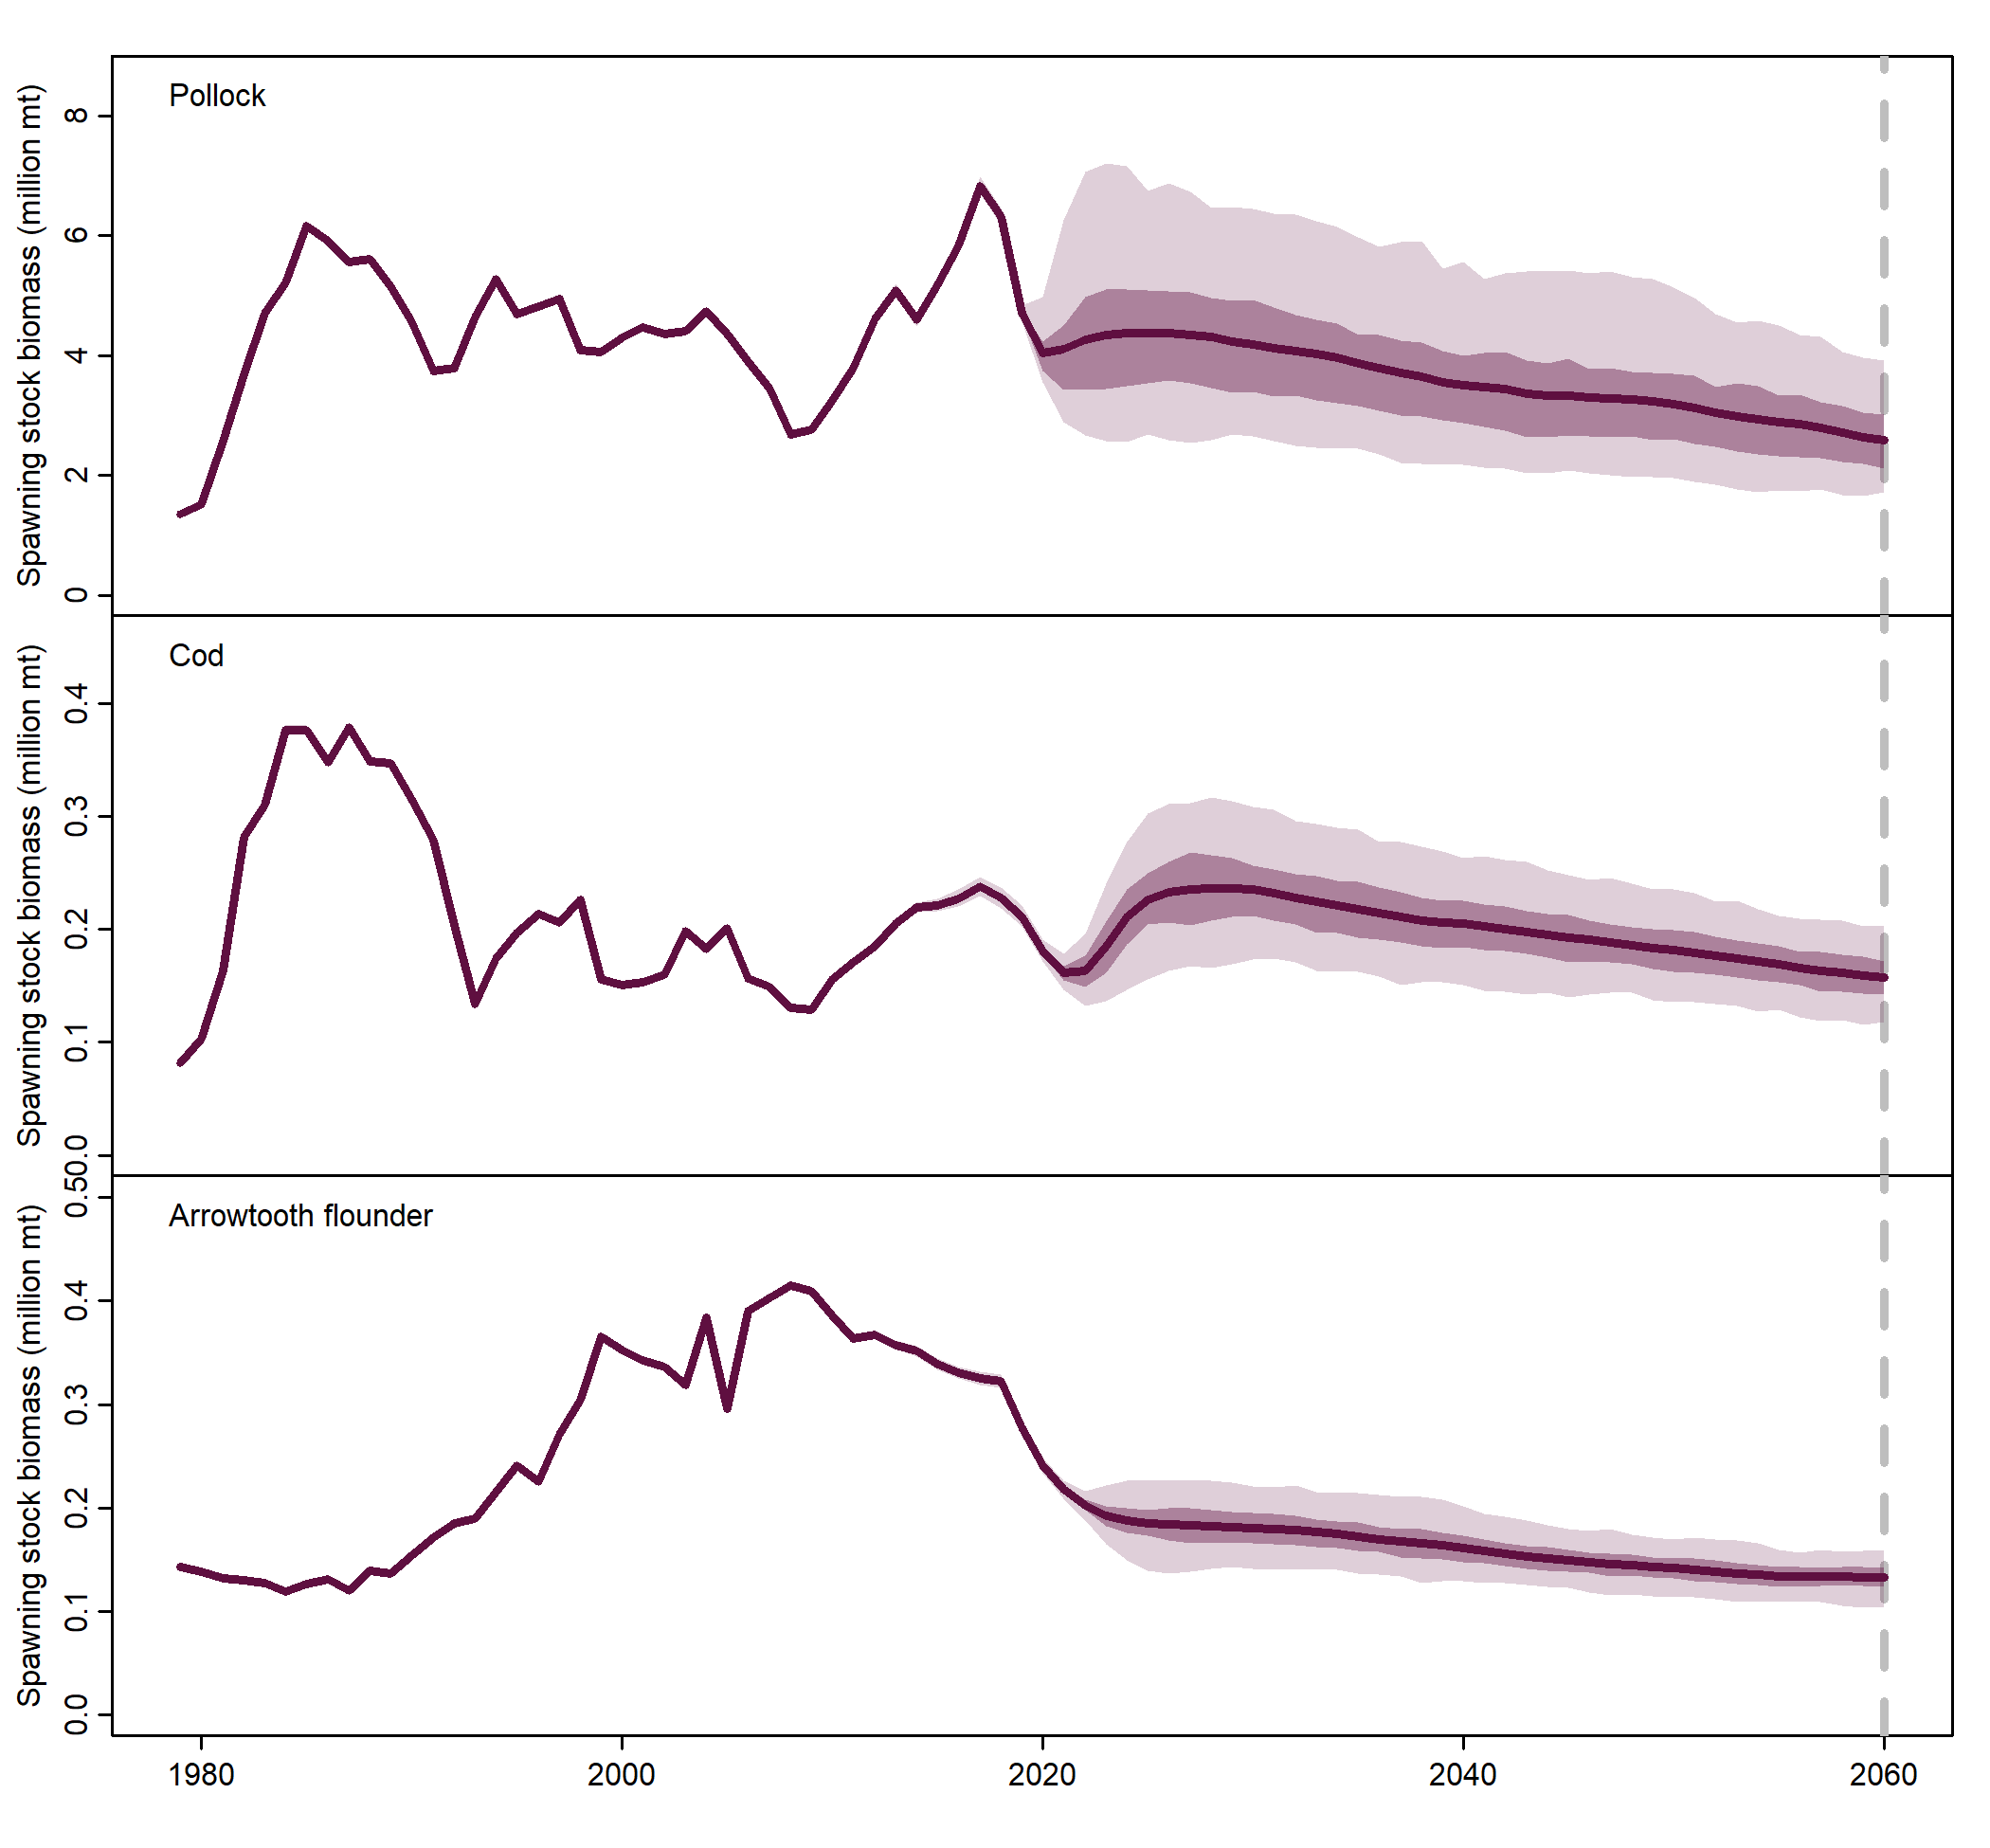 Pollock
Spawning stock biomass (million mt)
8
6
4
2
0
Cod
Spawning stock biomass (million mt)
0.4
0.3
0.2
0.1
0.0
Arrowtooth flounder
Spawning stock biomass (million mt)
0.5
0.4
0.3
0.2
0.1
0.0
1980 2000 2020 2040 2060